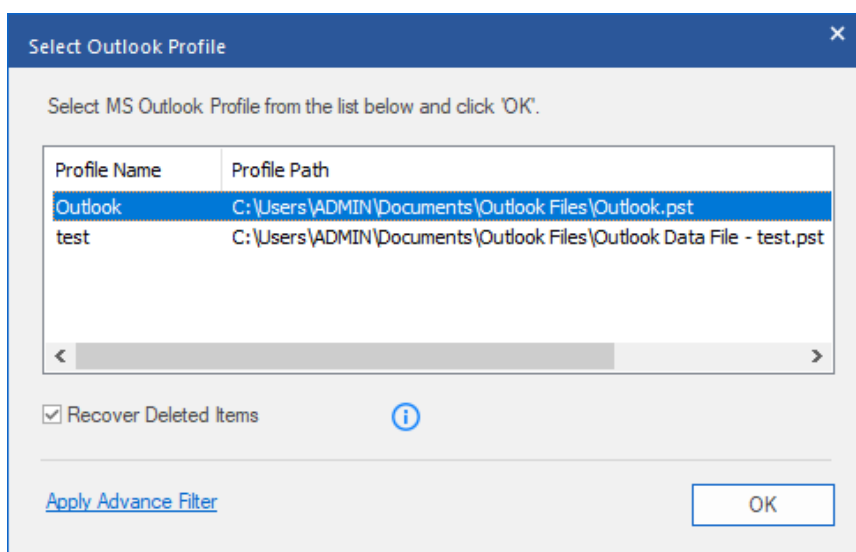 Select Outlook Profile
Select MS Outlook Profile from the list below and click 'OK'.
Profile Name Profile Path
Outlook C:\Users\ADMIN\Documents\Outlook Files\Outlook.pst
test C:\Users\ADMIN\Documents\Outlook Files\Outlook Data File - test.pst
Recover Deleted Items
Apply Advance Filter OK